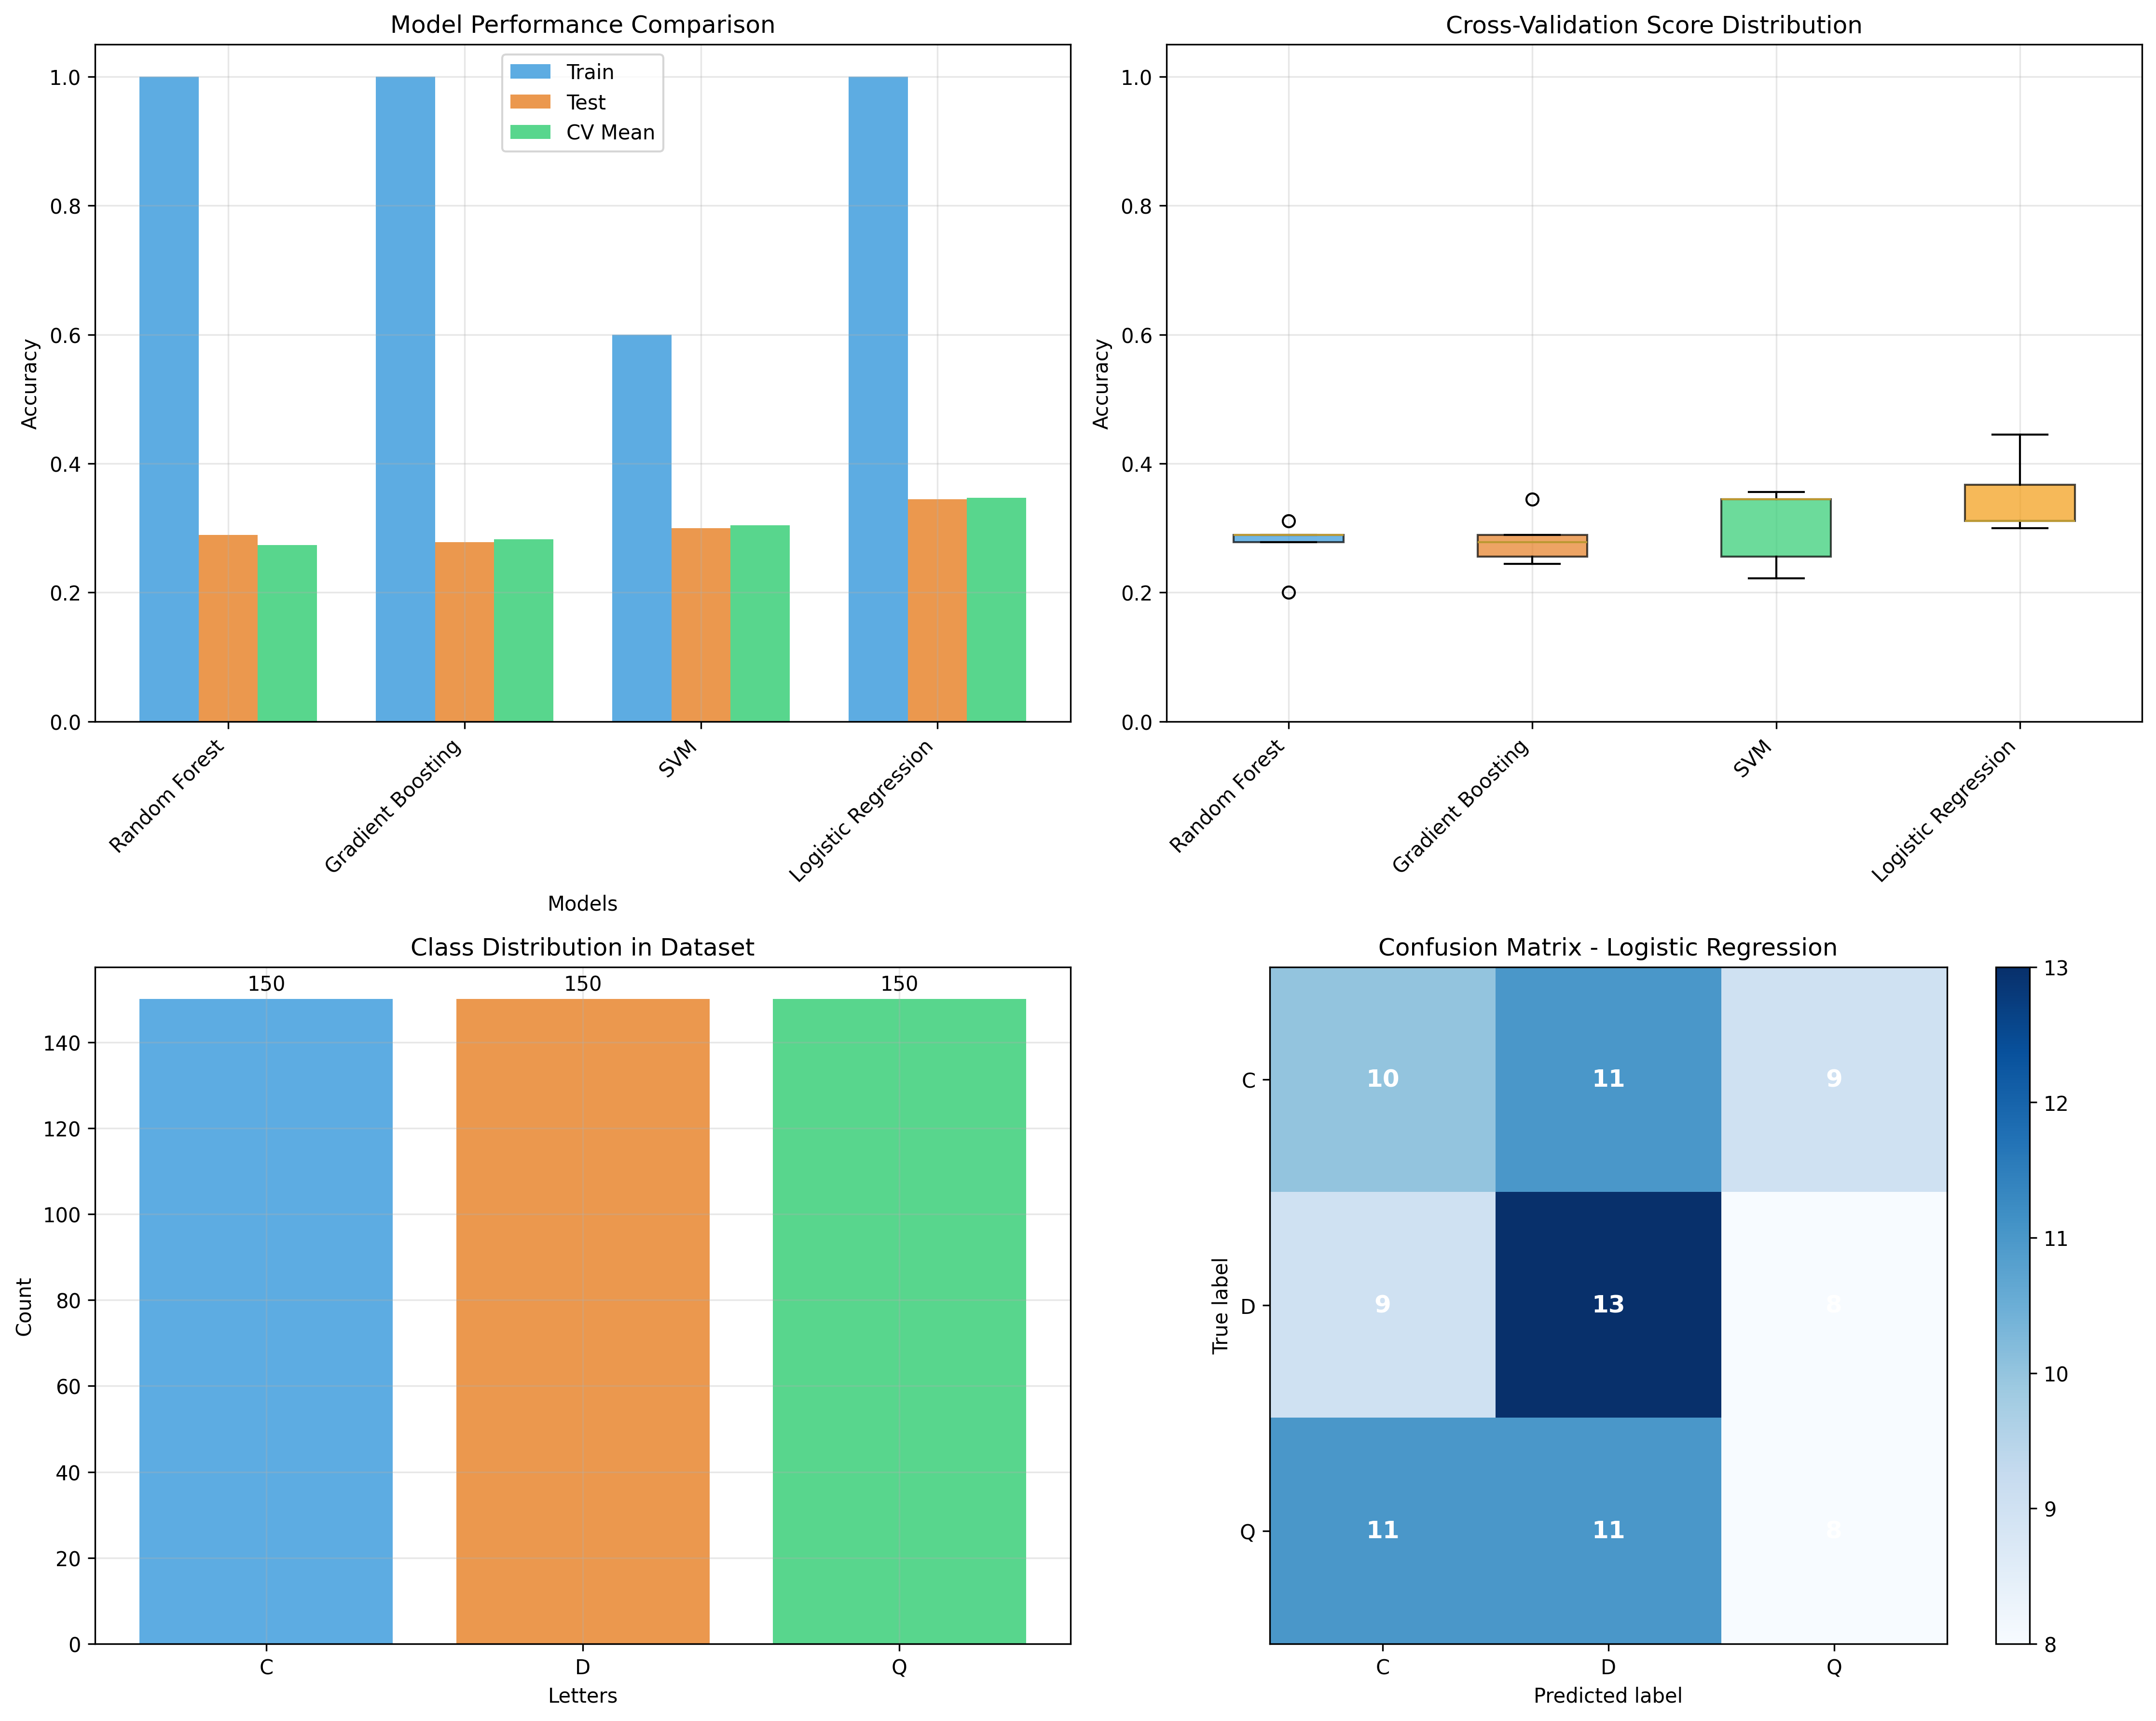 Model Performance Comparison
Accuracy
1.0
0.8
0.6
0.4
0.2
0.0
Train
Test
CV Mean
Random Forest
Gradient Boosting
SVM
Logistic Regression
Models
Cross-Validation Score Distribution
Accuracy
1.0
0.8
0.6
0.4
0.2
0.0
Random Forest
Gradient Boosting
SVM
Logistic Regression
Class Distribution in Dataset
Count
140
120
100
80
60
40
20
0
150 150 150
C D Q
Letters
Confusion Matrix - Logistic Regression
True label
C 10 11 9
D 9 13 8
Q 11 11 8
C D Q
Predicted label
13
12
11
10
9
8